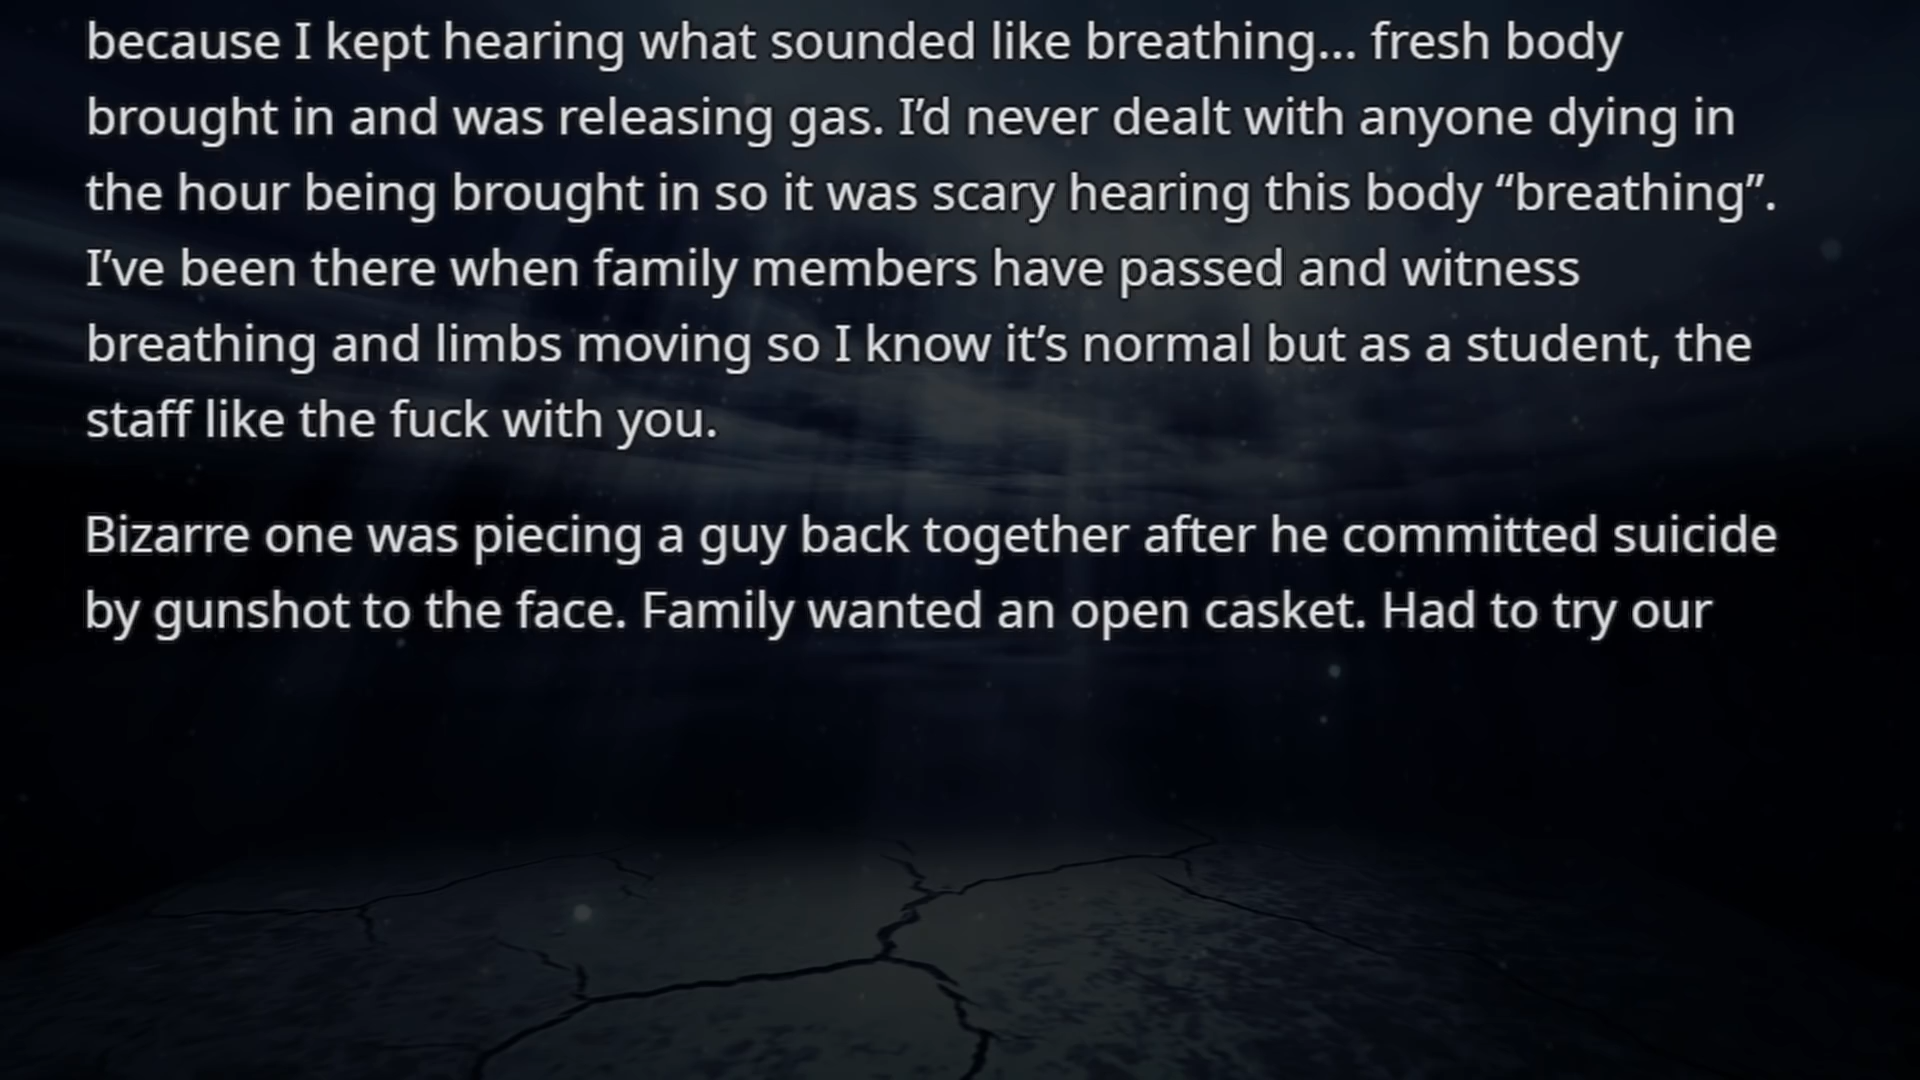 because I kept hearing what sounded like breathing... fresh body
brought in and was releasing gas. I’d never dealt with anyone dying in
the hour being brought in so it was scary hearing this body “breathing”.
I’ve been there when family members have passed and witness
breathing and limbs moving so I know it’s normal but as a student, the
staff like the fuck with you.
Bizarre one was piecing a guy back together after he committed suicide
by gunshot to the face. Family wanted an open casket. Had to try our